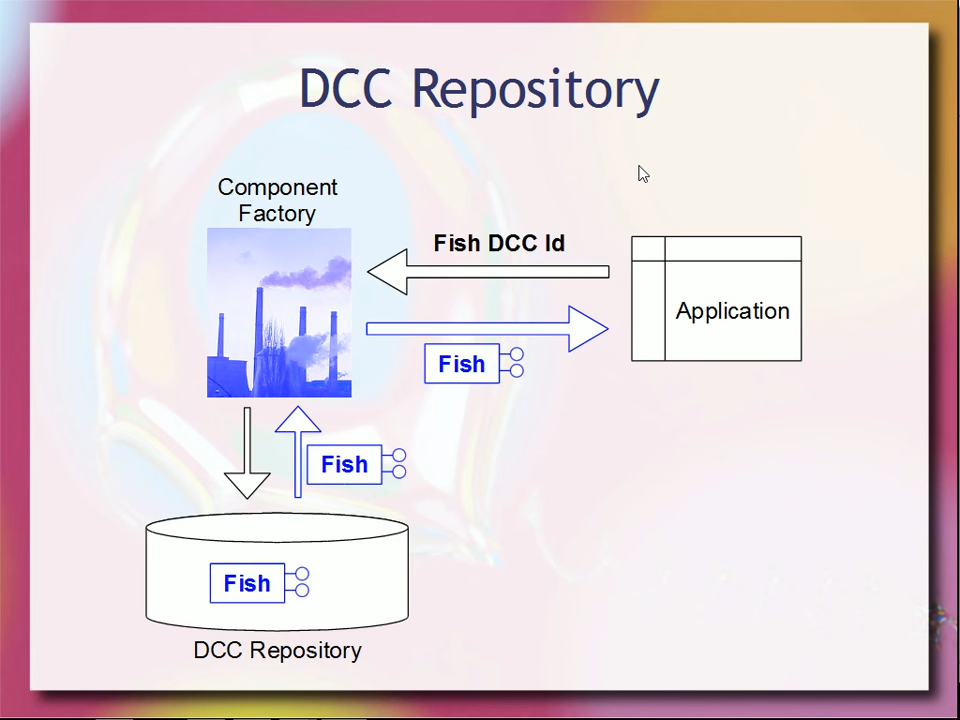 DCC Repository
Component
Factory
Fish DCC Id
Application
Fish
Fish
Fish
DCC Repository